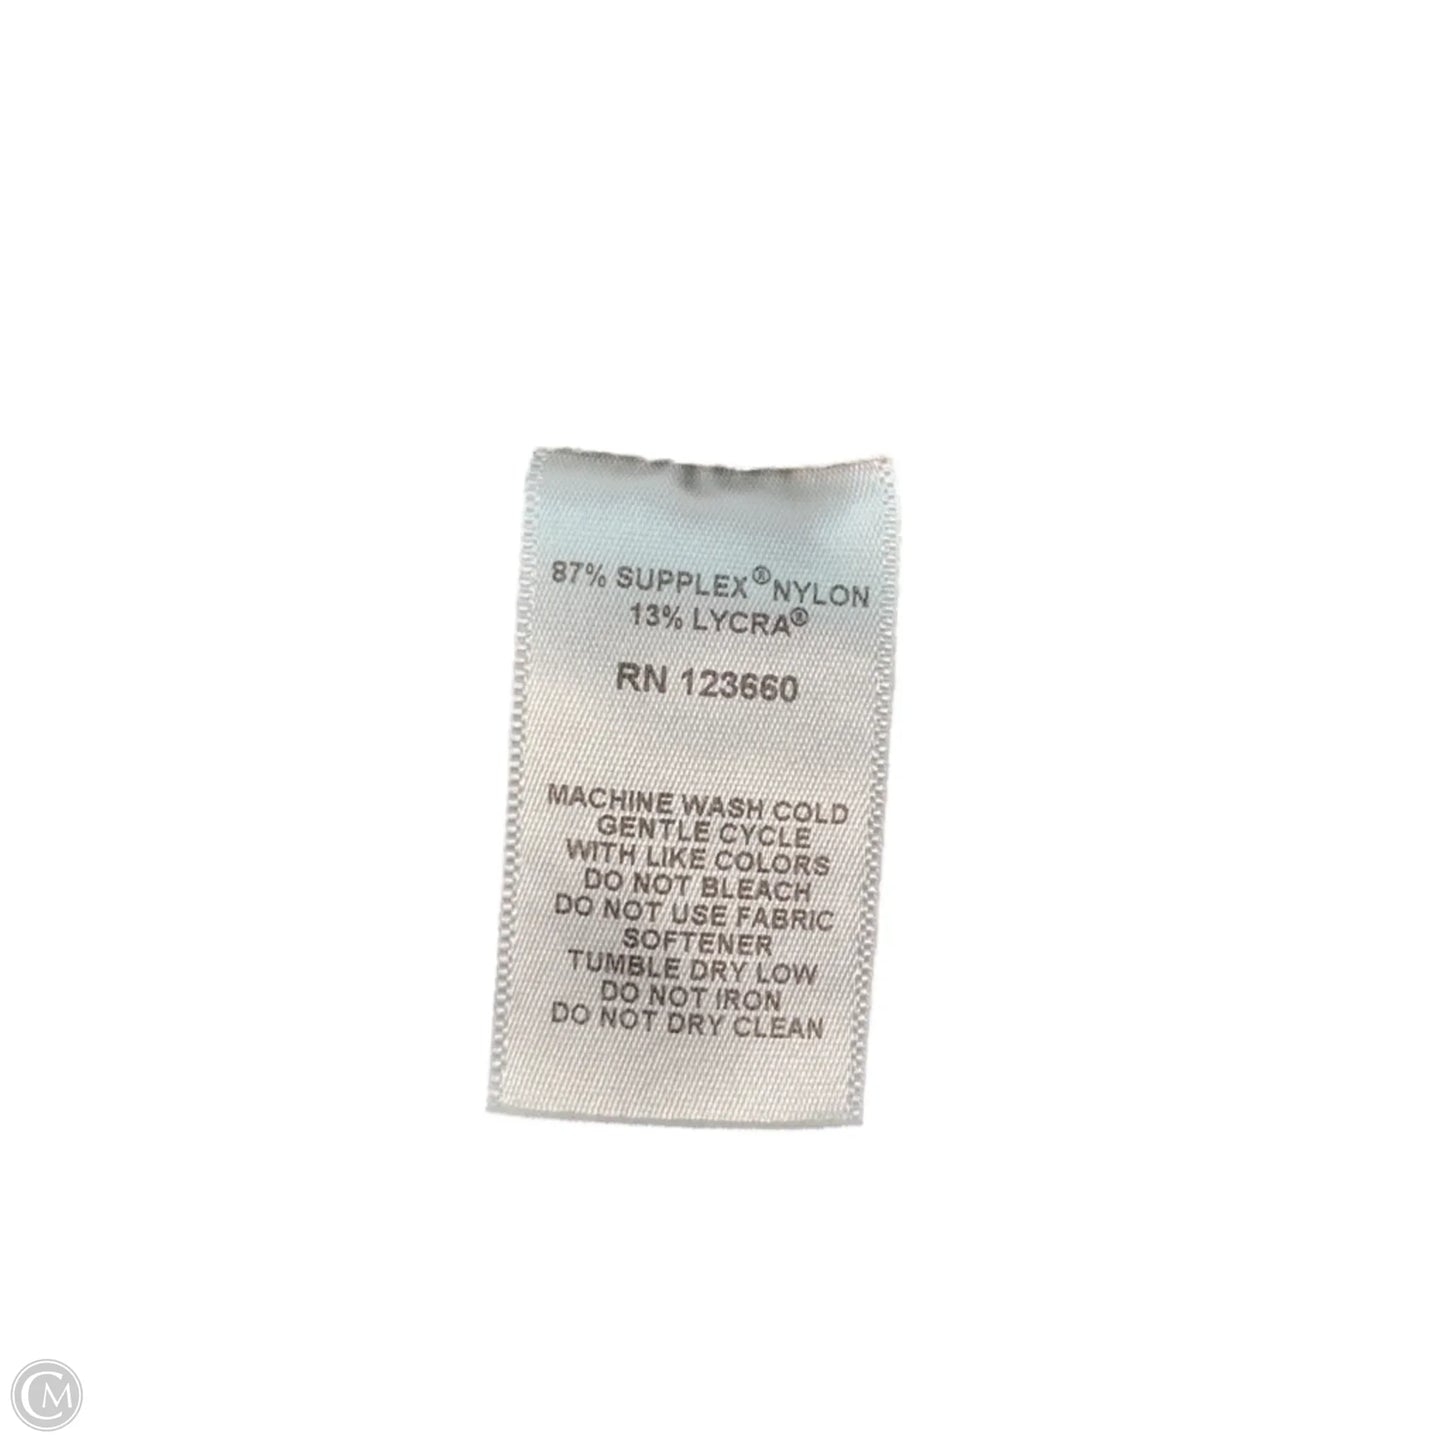 87% SUPPLEX® NYLON
13% LYCRA®
RN 123660
MACHINE WASH COLD
GENTLE CYCLE
WITH LIKE COLORS
DO NOT BLEACH
DO NOT USE FABRIC
SOFTENER
TUMBLE DRY LOW
DO NOT IRON
DO NOT DRY CLEAN
CM